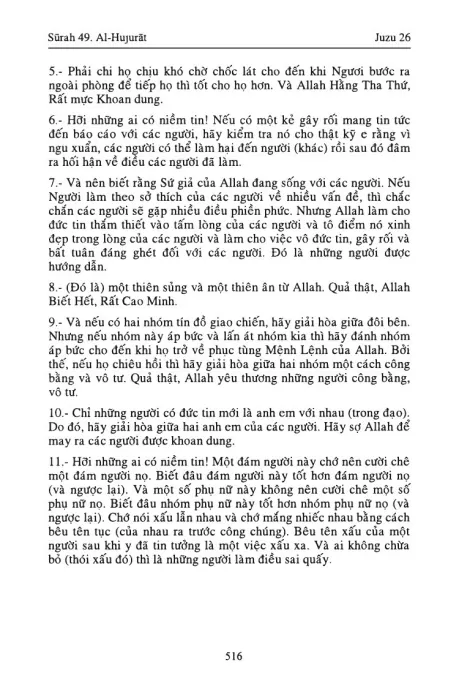 Sūrah 49. Al-Hujurāt Juzu 26
5.- Phải chi họ chịu khó chờ chốc lát cho đến khi Ngươi bước ra
ngoài phòng để tiếp họ thì tốt cho họ hơn. Và Allah Hằng Tha Thứ,
Rất mực Khoan dung.
6.- Hỡi những ai có niềm tin! Nếu có một kẻ gây rối mang tin tức
đến báo cáo với các người, hãy kiểm tra nó cho thật kỹ e rằng vì
ngu xuẩn, các người có thể làm hại đến người (khác) rồi sau đó đâm
ra hối hận về điều các người đã làm.
7.- Và nên biết rằng Sứ giả của Allah đang sống với các người. Nếu
Người làm theo sở thích của các người về nhiều vấn đề, thì chắc
chắn các người sẽ gặp nhiều điều phiền phức. Nhưng Allah làm cho
đức tin thắm thiết vào tấm lòng của các người và tô điểm nó xinh
đẹp trong lòng của các người và làm cho việc vô đức tin, gây rối và
bất tuân đáng ghét đối với các người. Đó là những người được
hướng dẫn.
8.- (Đó là) một thiên sủng và một thiên ân từ Allah. Quả thật, Allah
Biết Hết, Rất Cao Minh.
9.- Và nếu có hai nhóm tín đồ giao chiến, hãy giải hòa giữa đôi bên.
Nhưng nếu nhóm này áp bức và lấn át nhóm kia thì hãy đánh nhóm
áp bức cho đến khi họ trở về phục tùng Mệnh Lệnh của Allah. Bởi
thế, nếu họ chiêu hồi thì hãy giải hòa giữa hai nhóm một cách công
bằng và vô tư. Quả thật, Allah yêu thương những người công bằng,
vô tư.
10.- Chỉ những người có đức tin mới là anh em với nhau (trong đạo).
Do đó, hãy giải hòa giữa hai anh em của các người. Hãy sợ Allah để
may ra các người được khoan dung.
11.- Hỡi những ai có niềm tin! Một đám người này chớ nên cười chê
một đám người nọ. Biết đâu đám người này tốt hơn đám người nọ
(và ngược lại). Và một số phụ nữ này không nên cười chê một số
phụ nữ nọ. Biết đâu nhóm phụ nữ này tốt hơn nhóm phụ nữ nọ (và
ngược lại). Chớ nói xấu lẫn nhau và chớ mắng nhiếc nhau bằng cách
bêu tên tục (của nhau ra trước công chúng). Bêu tên xấu của một
người sau khi y đã tin tưởng là một việc xấu xa. Và ai không chừa
bỏ (thói xấu đó) thì là những người làm điều sai quấy.
516